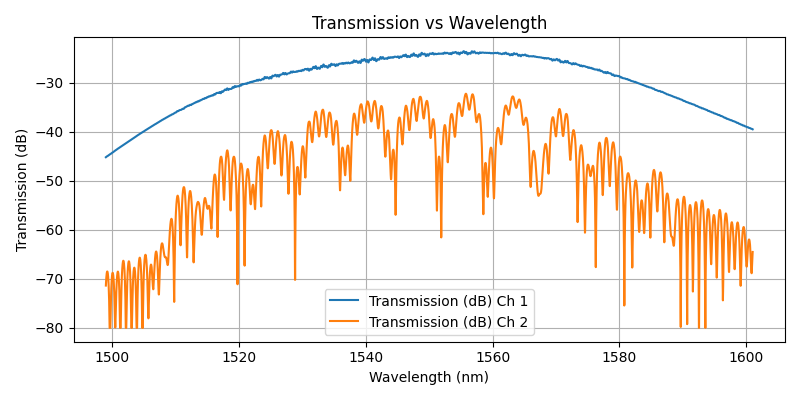 Transmission vs Wavelength
Transmission (dB)
−30
−40
−50
−60
−70
−80
Transmission (dB) Ch 1
Transmission (dB) Ch 2
1500 1520 1540 1560 1580 1600
Wavelength (nm)